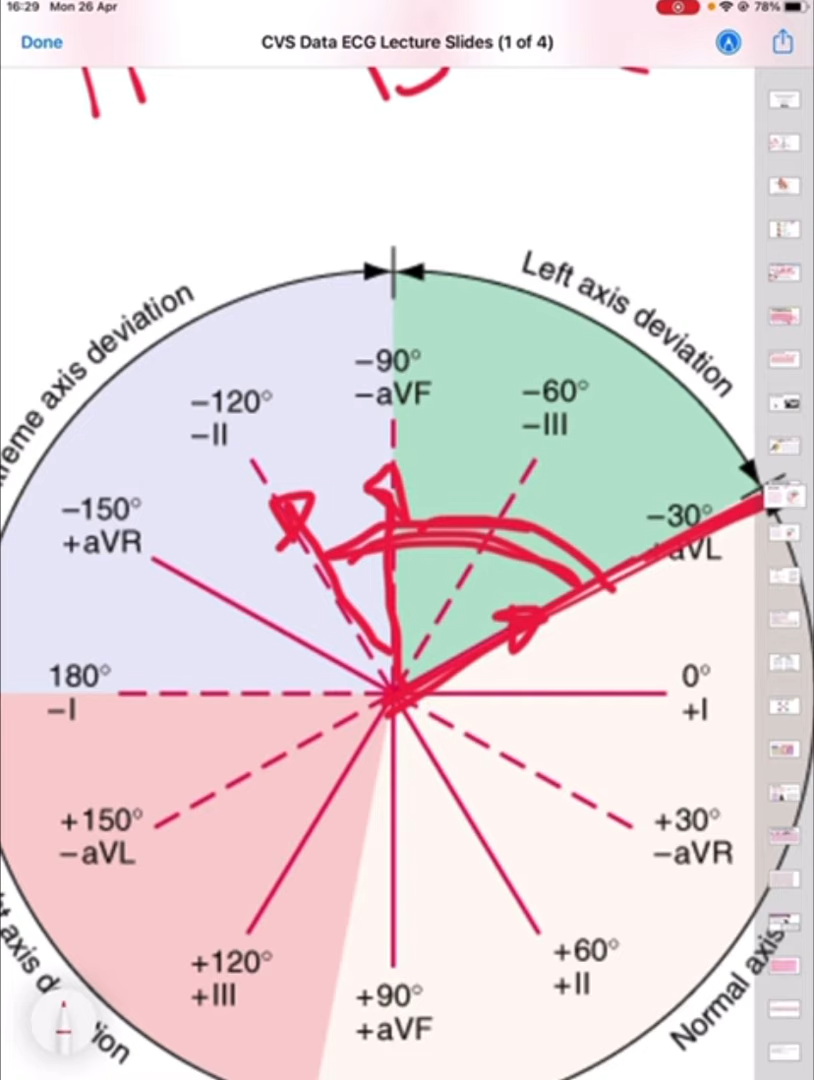 16:29 Mon 26 Apr
78%
Done
CVS Data ECG Lecture Slides (1 of 4)
Left axis deviation
reme axis deviation
−90°
−aVF
−120°
−II
−60°
−III
−150°
+aVR
−30°
aVL
180°
−I
0°
+I
+150°
−aVL
+30°
−aVR
+120°
+III
+90°
+aVF
+60°
+II
Normal axis